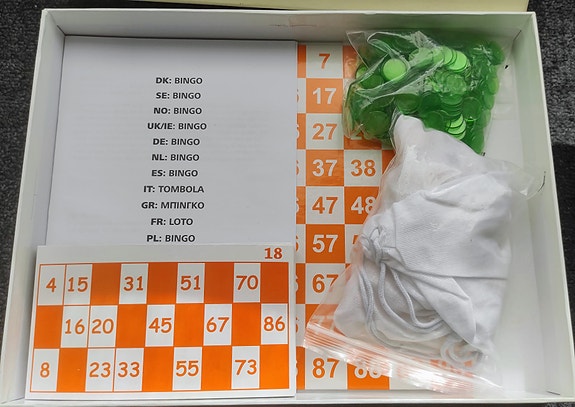 DK: BINGO
SE: BINGO
NO: BINGO
UK/IE: BINGO
DE: BINGO
NL: BINGO
ES: BINGO
IT: TOMBOLA
GR: ΜΠΙΝΓΚΟ
FR: LOTO
PL: BINGO
7
17
27
37 38
47 48
57
67
87
18
4 15 31 51 70
16 20 45 67 86
8 23 33 55 73